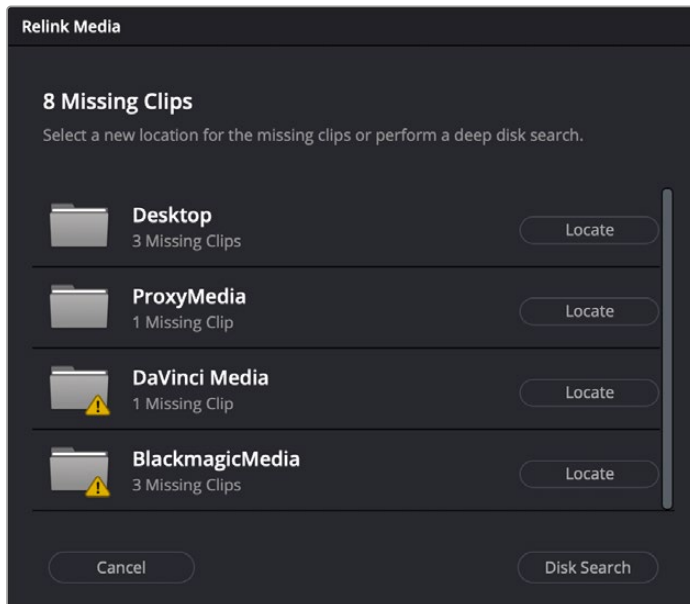 Relink Media
8 Missing Clips
Select a new location for the missing clips or perform a deep disk search.
Desktop
3 Missing Clips
Locate
ProxyMedia
1 Missing Clip
Locate
DaVinci Media
1 Missing Clip
Locate
BlackmagicMedia
3 Missing Clips
Locate
Cancel
Disk Search